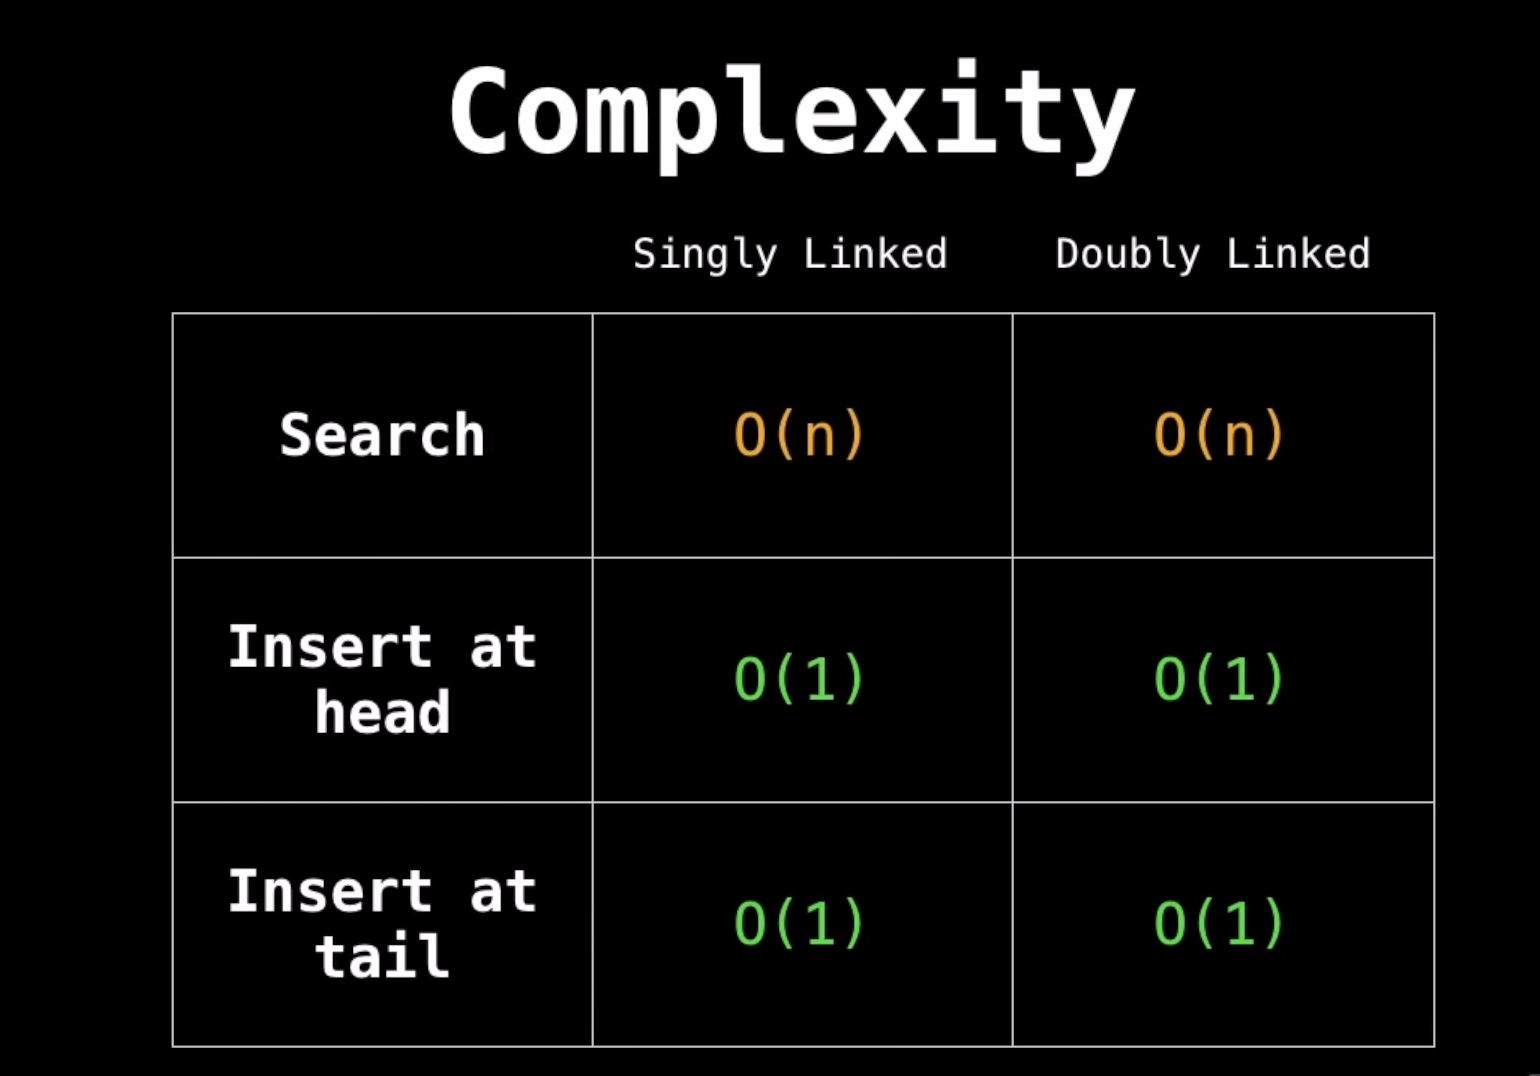 Complexity
Singly Linked Doubly Linked
Search O(n) O(n)
Insert at
head O(1) O(1)
Insert at
tail O(1) O(1)